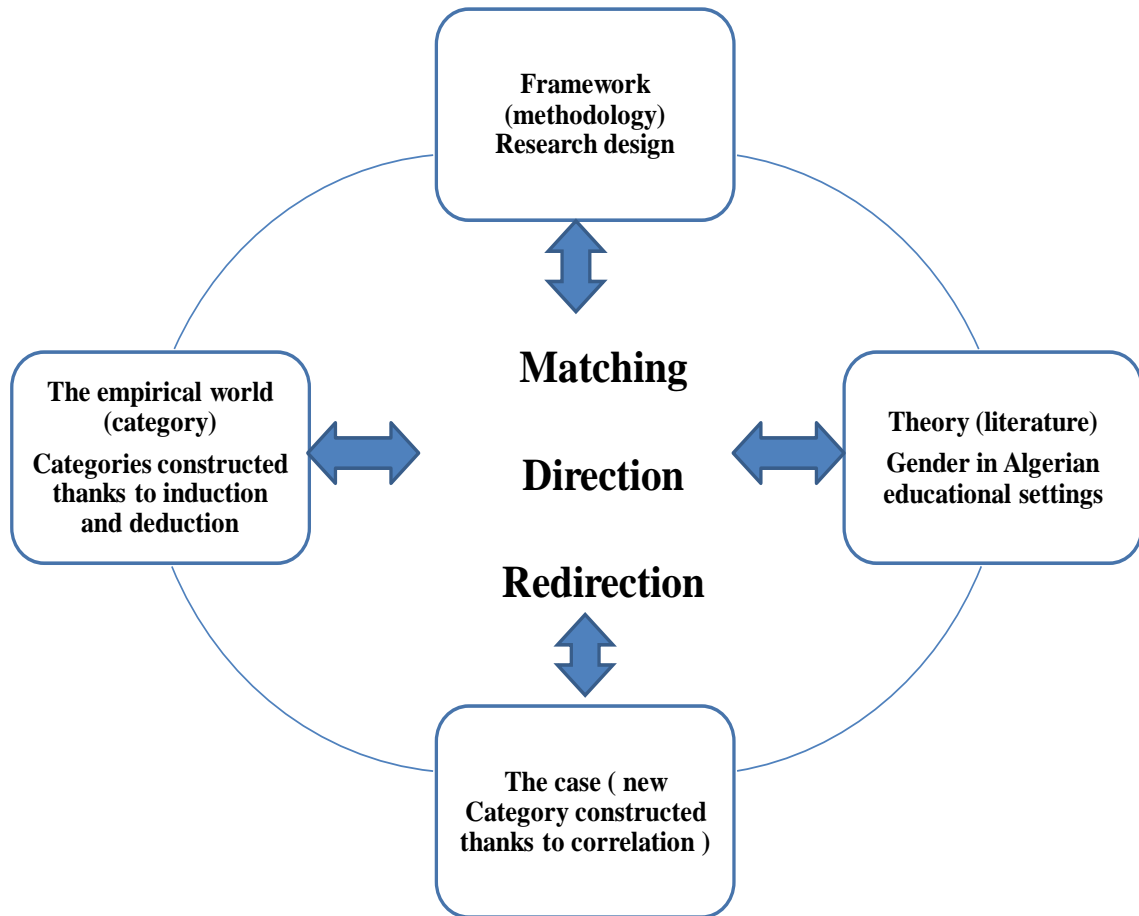 Framework
(methodology)
Research design
Matching
The empirical world
(category)
Categories constructed
thanks to induction
and deduction
Direction
Theory (literature)
Gender in Algerian
educational settings
Redirection
The case ( new
Category constructed
thanks to correlation )